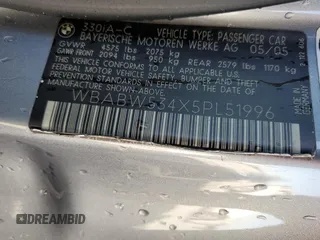 330iA-C VEHICLE TYPE: PASSENGER CAR
BAYERISCHE MOTOREN WERKE AG 05/05
GVWR 4575 lbs 2075 kg
GAWR FRONT 2094 lbs 950 kg REAR 2579 lbs 1170 kg
THIS VEHICLE CONFORMS TO ALL APPLICABLE
FEDERAL MOTOR VEHICLE SAFETY, BUMPER
AND THEFT PREVENTION STANDARDS
IN EFFECT ON THE DATE OF
MANUFACTURE SHOWN ABOVE.
WBABW534X5PL51996
© DREAMBID